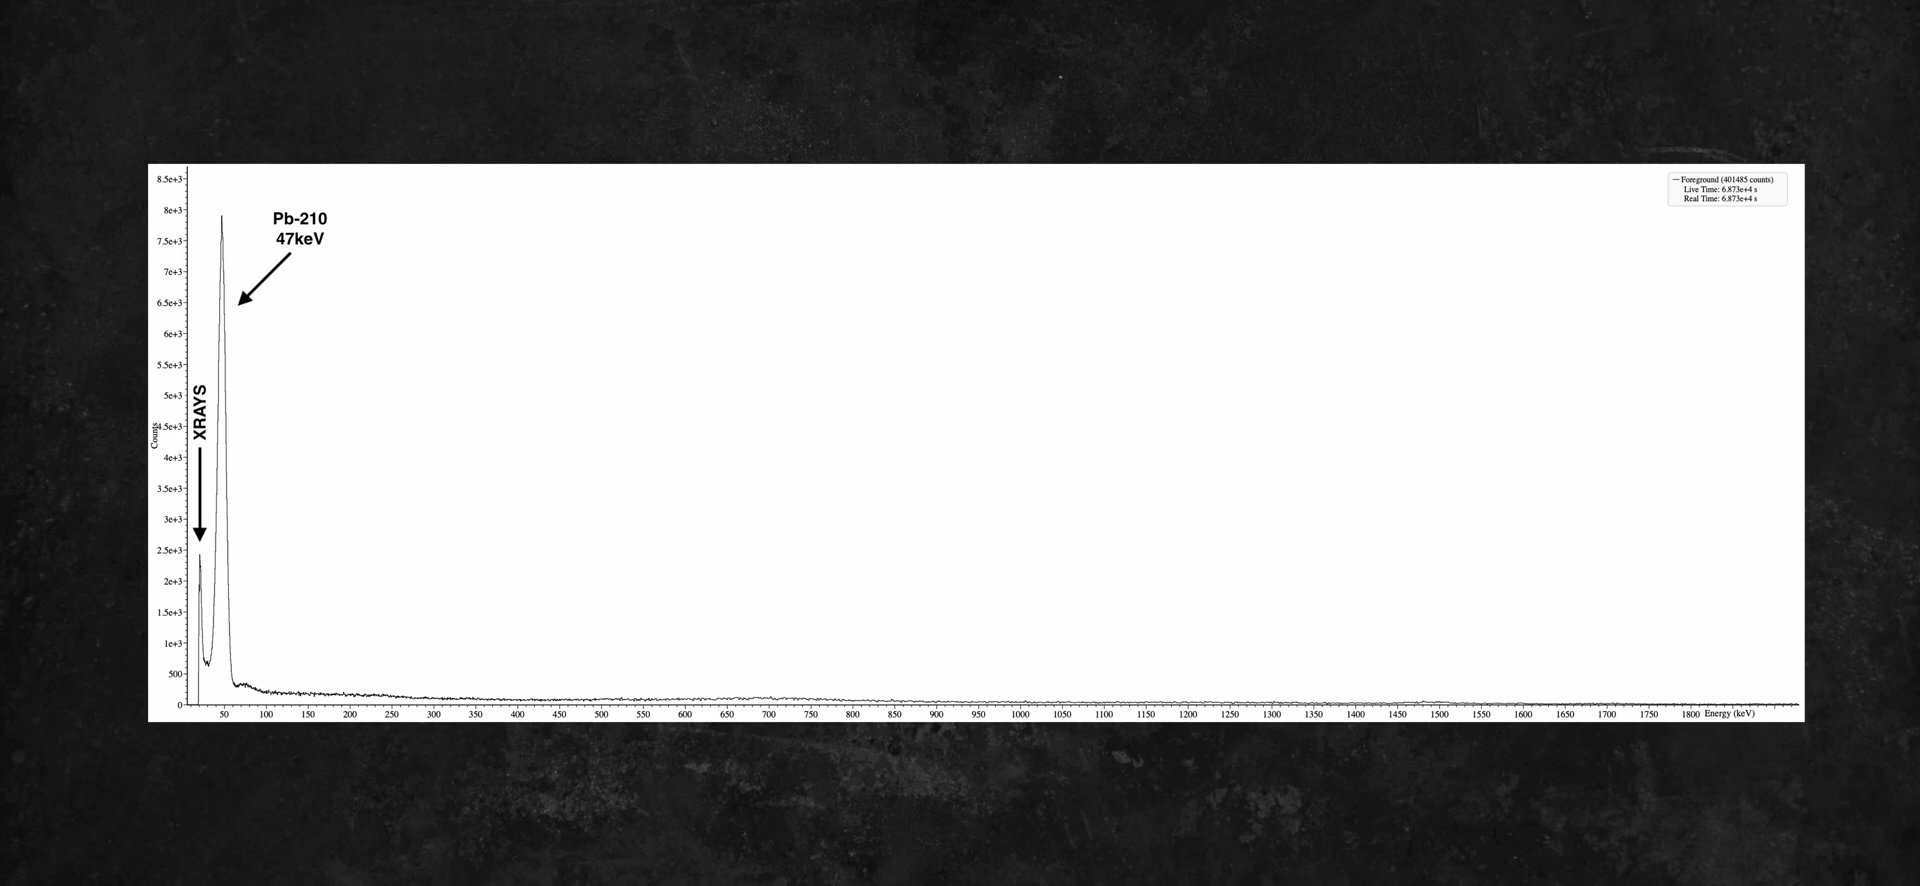 Foreground (401485 counts)
Live Time: 6.873e+4 s
Real Time: 6.873e+4 s
Pb-210
47keV
XRAYS
Counts
8.5e+3
8e+3
7.5e+3
7e+3
6.5e+3
6e+3
5.5e+3
5e+3
4.5e+3
4e+3
3.5e+3
3e+3
2.5e+3
2e+3
1.5e+3
1e+3
500
0
50 100 150 200 250 300 350 400 450 500 550 600 650 700 750 800 850 900 950 1000 1050 1100 1150 1200 1250 1300 1350 1400 1450 1500 1550 1600 1650 1700 1750 1800 Energy (keV)